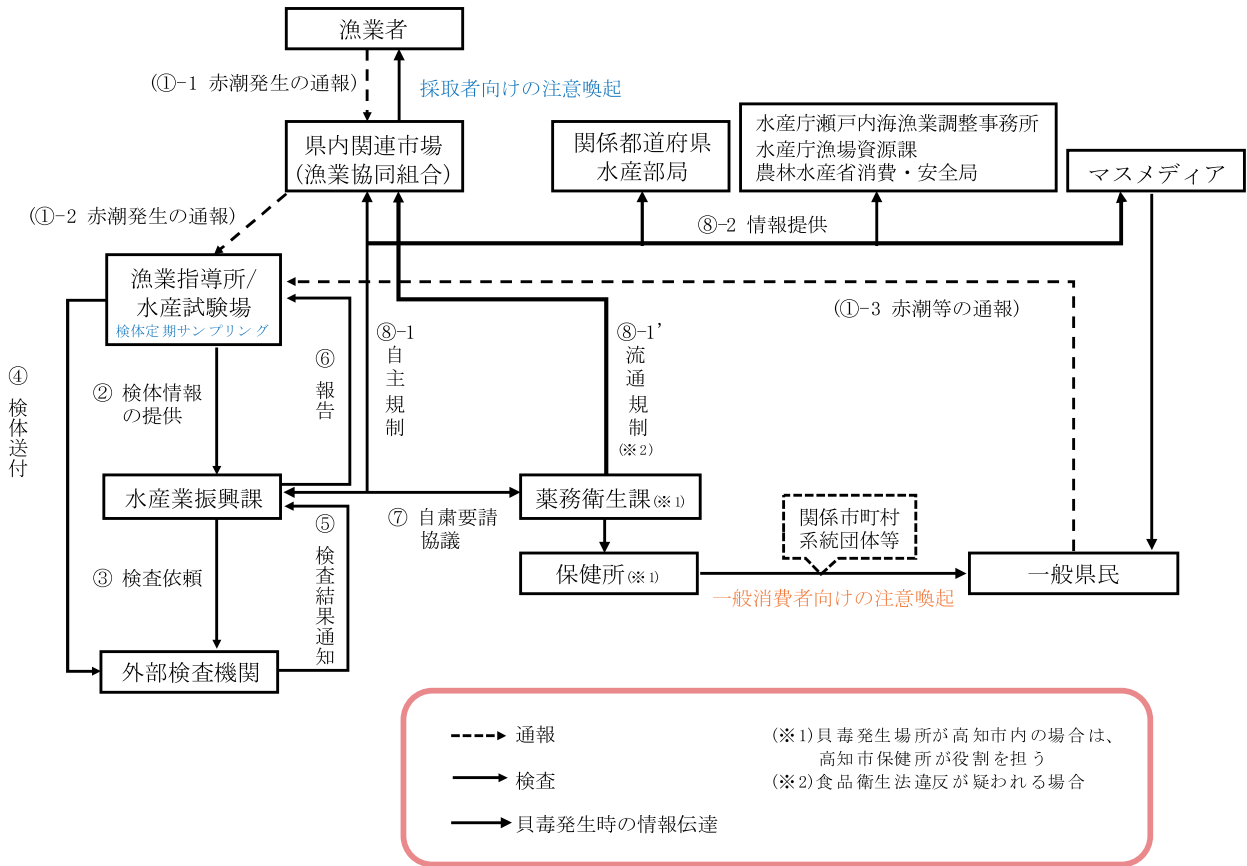 漁業者
(①-1 赤潮発生の通報)
採取者向けの注意喚起
県内関連市場
(漁業協同組合)
関係都道府県
水産部局
水産庁瀬戸内海漁業調整事務所
水産庁漁場資源課
農林水産省消費・安全局
マスメディア
(①-2 赤潮発生の通報)
⑧-2 情報提供
漁業指導所/
水産試験場
検体定期サンプリング
(①-3 赤潮等の通報)
④ 検体送付
② 検体情報
の提供
⑥ 報告
⑧-1 自主規制
⑧-1’ 流通規制
(※2)
水産業振興課
⑦ 自粛要請
協議
薬務衛生課(※1)
関係市町村
系統団体等
③ 検査依頼
⑤ 検査結果通知
保健所(※1)
一般消費者向けの注意喚起
一般県民
外部検査機関
通報
検査
貝毒発生時の情報伝達
(※1)貝毒発生場所が高知市内の場合は、
高知市保健所が役割を担う
(※2)食品衛生法違反が疑われる場合